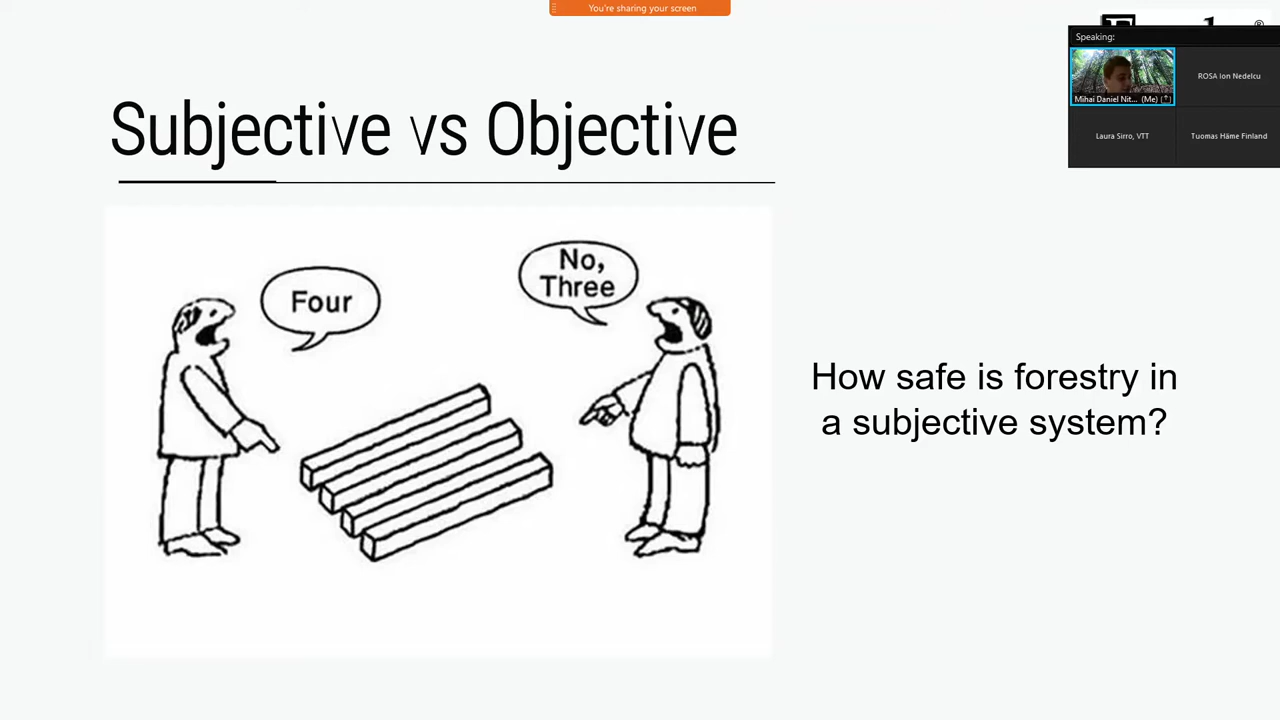 You're sharing your screen
Speaking:
Mihai Daniel Nit... (Me)
ROSA Ion Nedelcu
Laura Sirro, VTT
Tuomas Häme Finland
Subjective vs Objective
Four
No,
Three
How safe is forestry in
a subjective system?